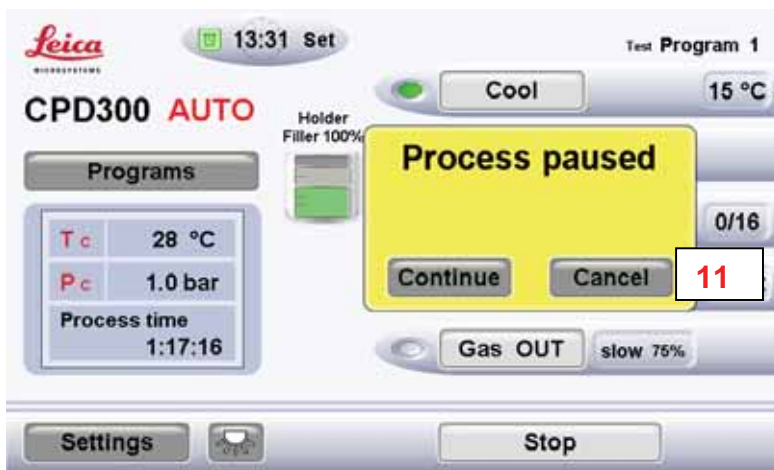 Leica
MICROSYSTEMS
13:31 Set
Test Program 1
CPD300 AUTO
Holder
Filler 100%
Cool
15 °C
Programs
Process paused
Tc 28 °C
0/16
Pc 1.0 bar
Continue
Cancel
11
Process time
1:17:16
Gas OUT
slow 75%
Settings
Stop